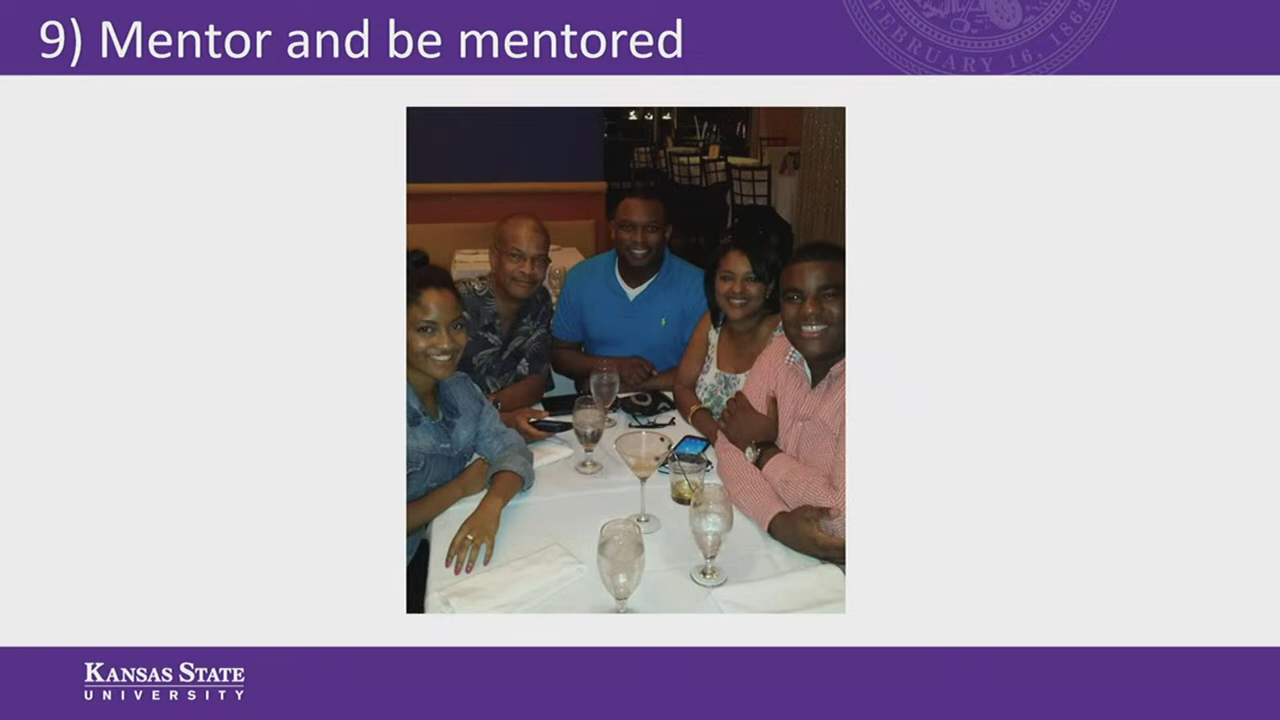 9) Mentor and be mentored
FEBRUARY 16, 1863
KANSAS STATE
UNIVERSITY